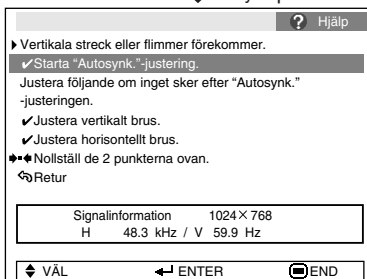 ? Hjälp
Vertikala streck eller flimmer förekommer.
✔Starta “Autosynk.”-justering.
Justera följande om inget sker efter “Autosynk.”
-justeringen.
✔Justera vertikalt brus.
✔Justera horisontellt brus.
Nollställ de 2 punkterna ovan.
Retur
Signalinformation 1024×768
H 48.3 kHz / V 59.9 Hz
VÄL ENTER END